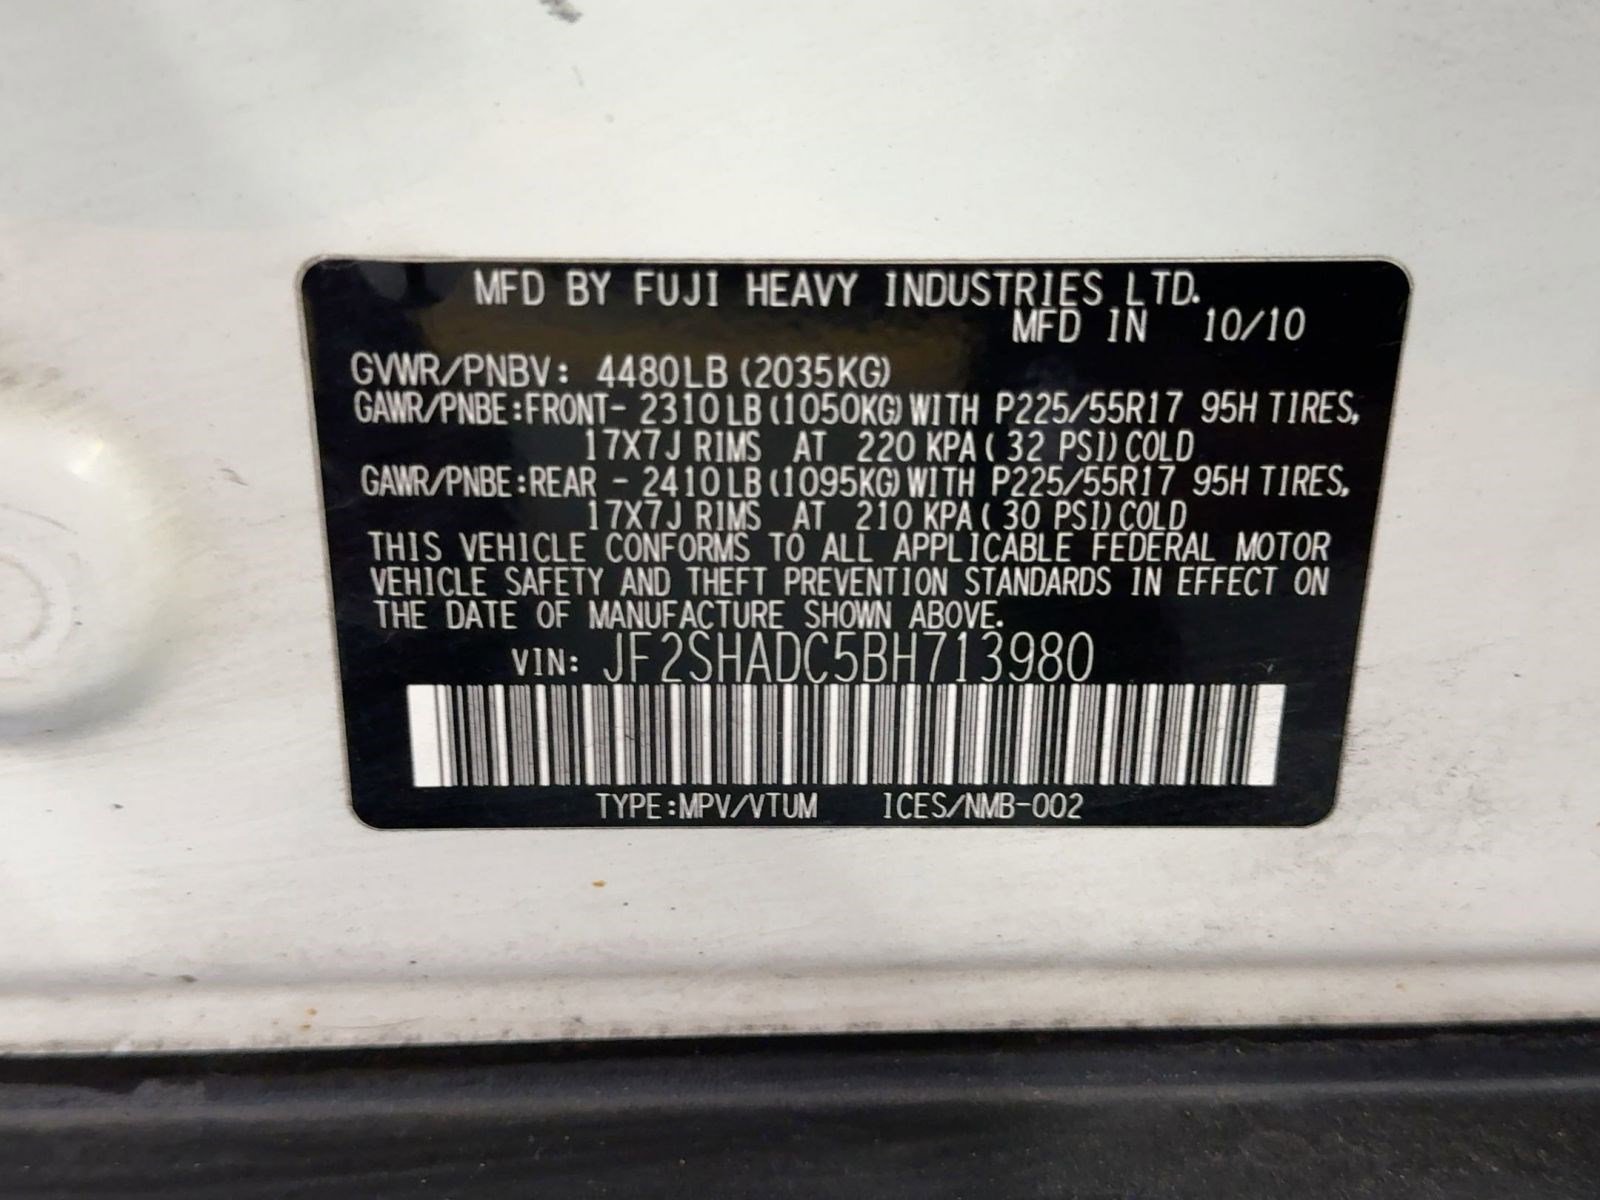 MFD BY FUJI HEAVY INDUSTRIES LTD.
MFD IN 10/10
GVWR/PNBV: 4480LB (2035KG)
GAWR/PNBE:FRONT- 2310LB (1050KG) WITH P225/55R17 95H TIRES,
17X7J RIMS AT 220 KPA ( 32 PSI) COLD
GAWR/PNBE:REAR - 2410LB (1095KG) WITH P225/55R17 95H TIRES,
17X7J RIMS AT 210 KPA ( 30 PSI) COLD
THIS VEHICLE CONFORMS TO ALL APPLICABLE FEDERAL MOTOR
VEHICLE SAFETY AND THEFT PREVENTION STANDARDS IN EFFECT ON
THE DATE OF MANUFACTURE SHOWN ABOVE.
VIN: JF2SHADC5BH713980
TYPE:MPV/VTUM ICES/NMB-002